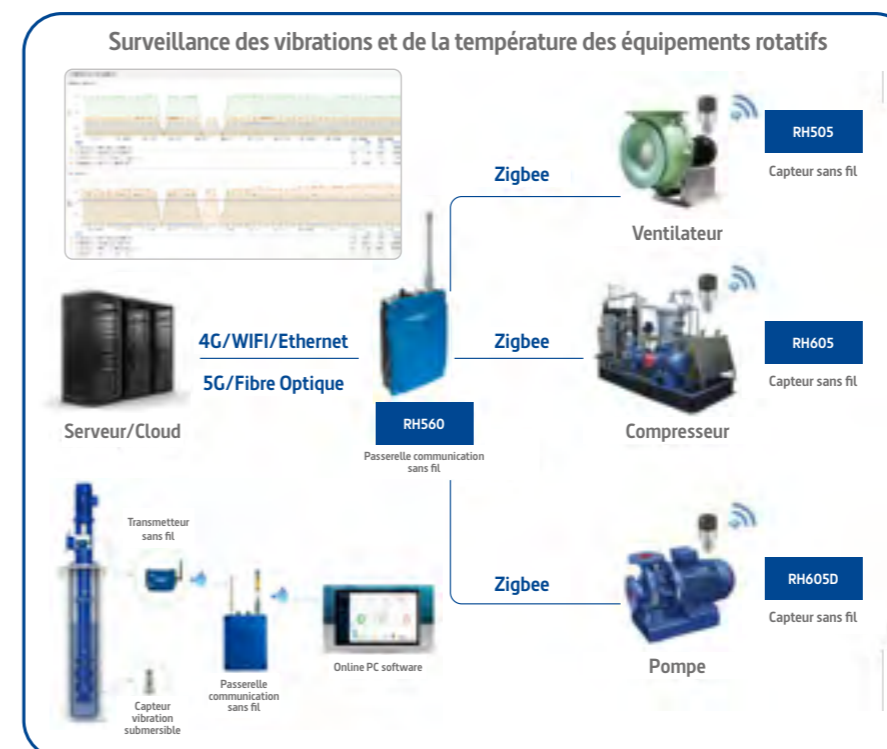 Surveillance des vibrations et de la température des équipements rotatifs
Zigbee
RH505
Capteur sans fil
Ventilateur
4G/WIFI/Ethernet
5G/Fibre Optique
Zigbee
RH605
Capteur sans fil
Serveur/Cloud
RH560
Passerelle communication
sans fil
Compresseur
Transmetteur
sans fil
Zigbee
RH605D
Capteur sans fil
Online PC software
Pompe
Passerelle
communication
sans fil
Capteur
vibration
submersible